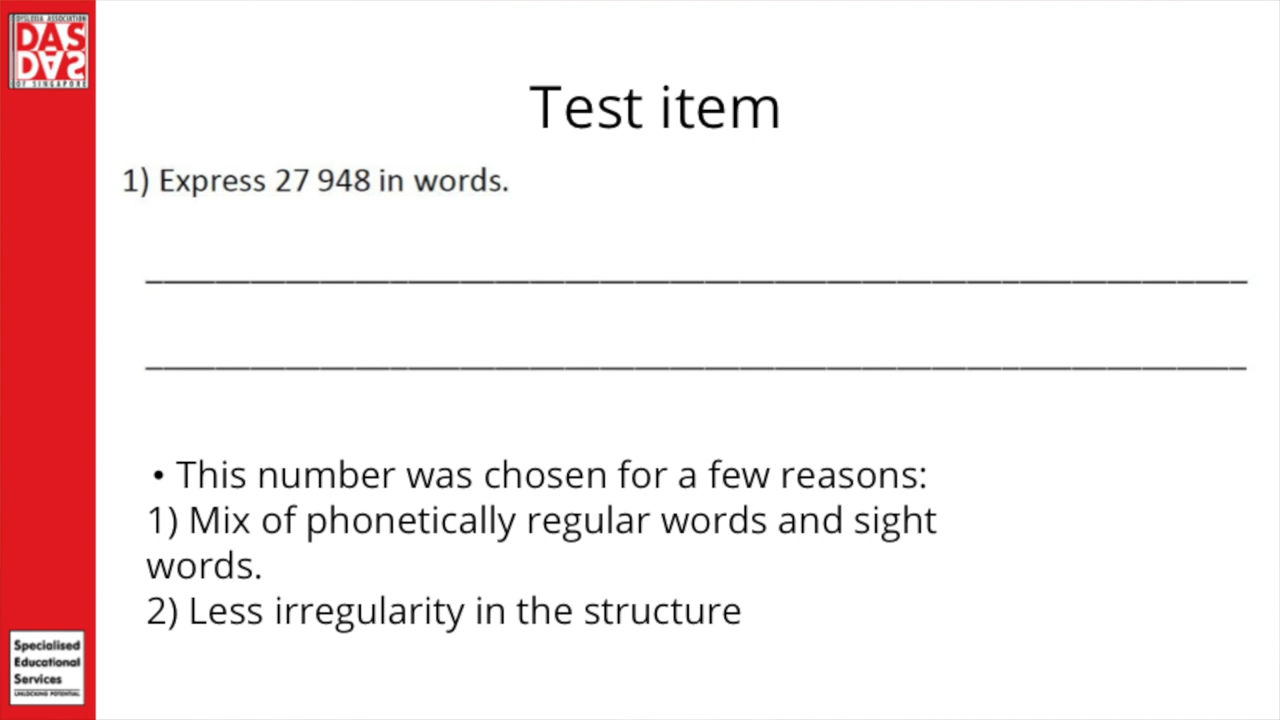 DYSLEXIA ASSOCIATION
DAS
DAS
OF SINGAPORE
Test item
1) Express 27 948 in words.
• This number was chosen for a few reasons:
1) Mix of phonetically regular words and sight
words.
2) Less irregularity in the structure
Specialised
Educational
Services
UNLOCKING POTENTIAL